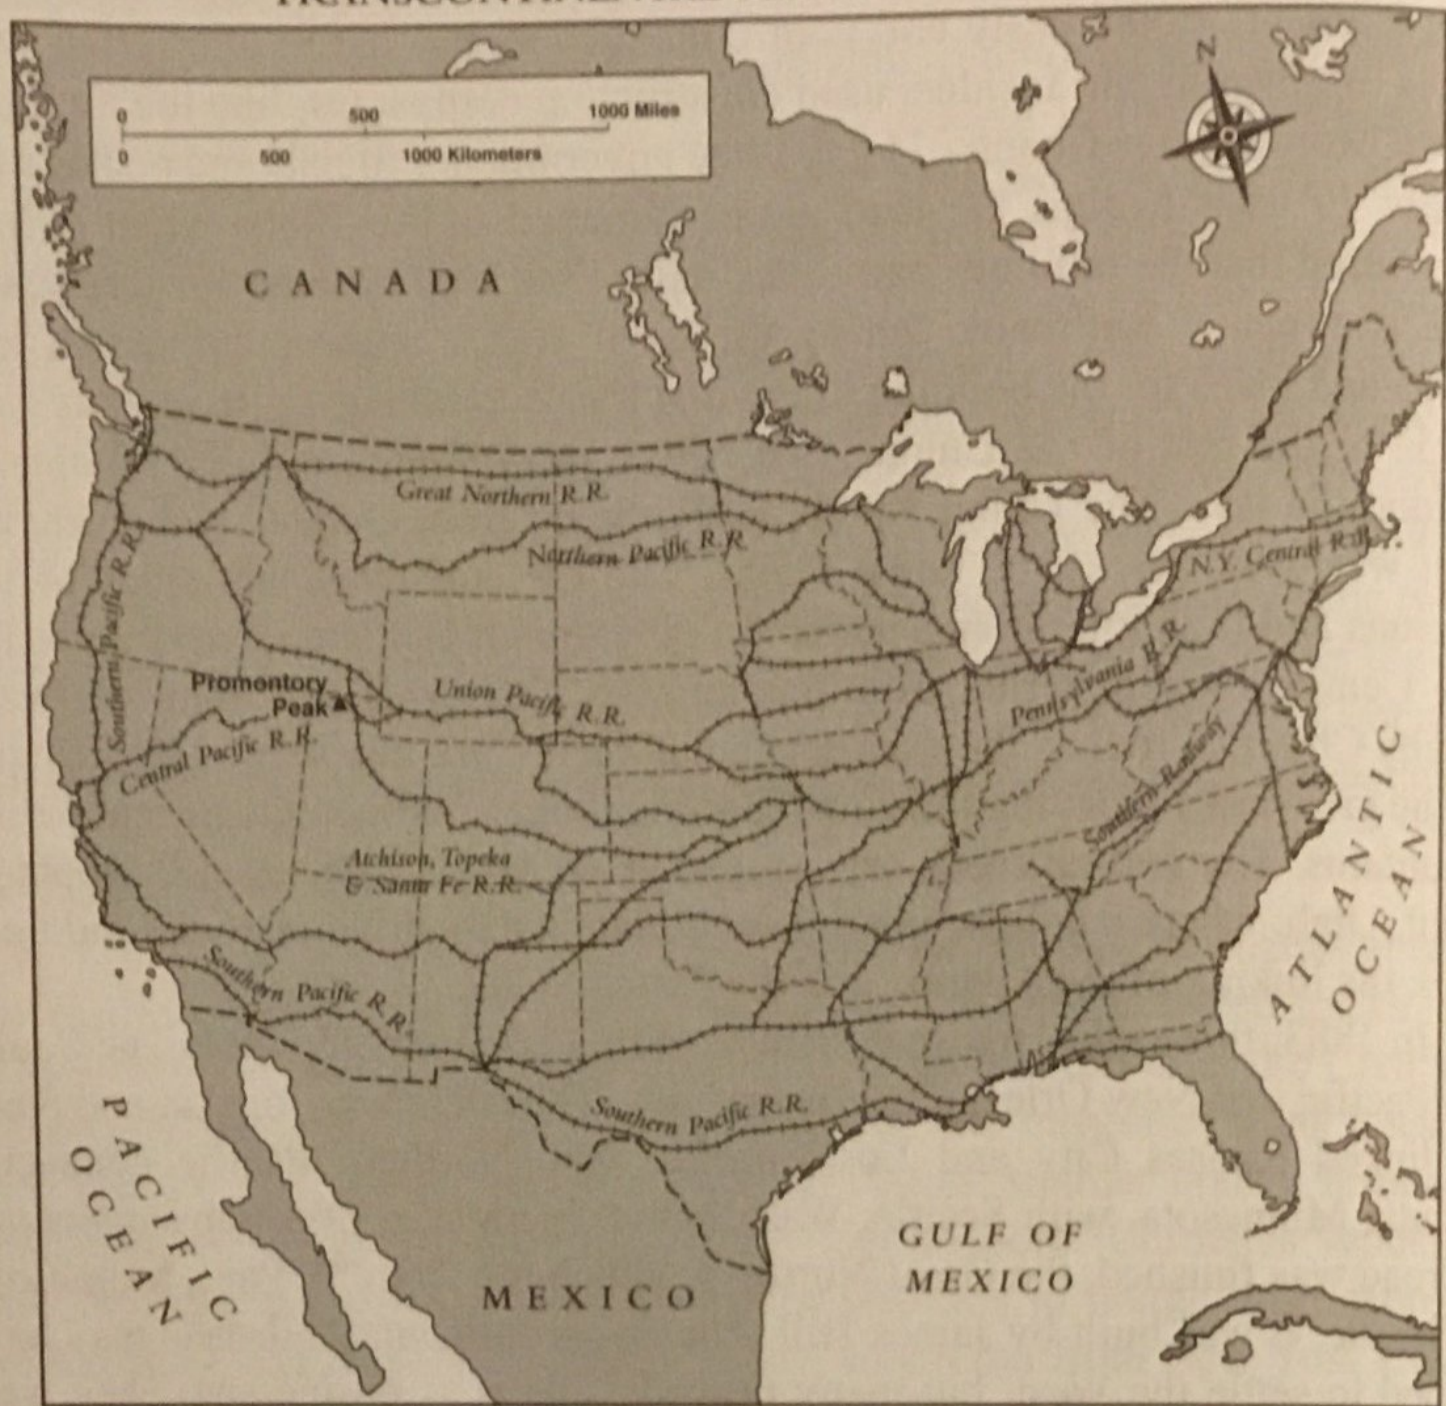 0 500 1000 Miles
0 500 1000 Kilometers
N
CANADA
Great Northern R.R.
Northern Pacific R.R.
N.Y. Central R.R.
Southern Pacific R.R.
Promontory
Peak
Union Pacific R.R.
Pennsylvania R.R.
Central Pacific R.R.
Southern Railway
Atchison, Topeka
& Santa Fe R.R.
Southern Pacific R.R.
ATLANTIC
OCEAN
Southern Pacific R.R.
PACIFIC
OCEAN
GULF OF
MEXICO
MEXICO